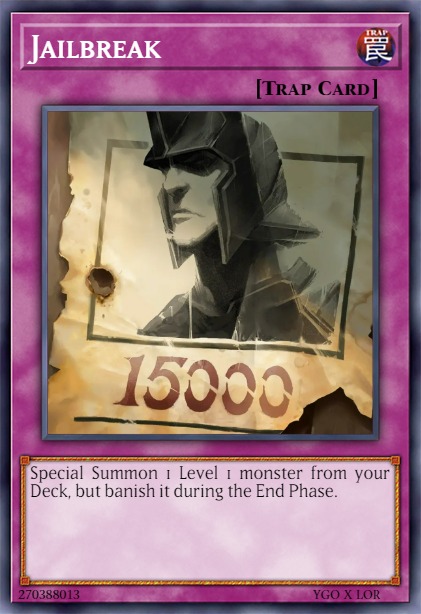 Jailbreak
TRAP
罠
[Trap Card]
15000
Special Summon 1 Level 1 monster from your
Deck, but banish it during the End Phase.
270388013
YGO X LOR